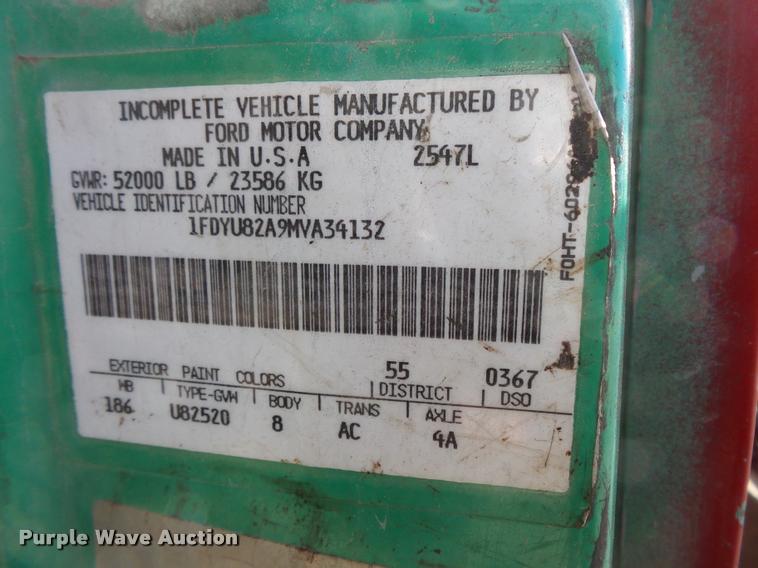 INCOMPLETE VEHICLE MANUFACTURED BY
FORD MOTOR COMPANY
MADE IN U.S.A 2547L
GVWR: 52000 LB / 23586 KG
VEHICLE IDENTIFICATION NUMBER
1FDYU82A9MVA34132
EXTERIOR PAINT COLORS 55 0367
DISTRICT DSO
WB TYPE-GVW BODY TRANS AXLE
186 U82520 8 AC 4A
Purple Wave Auction